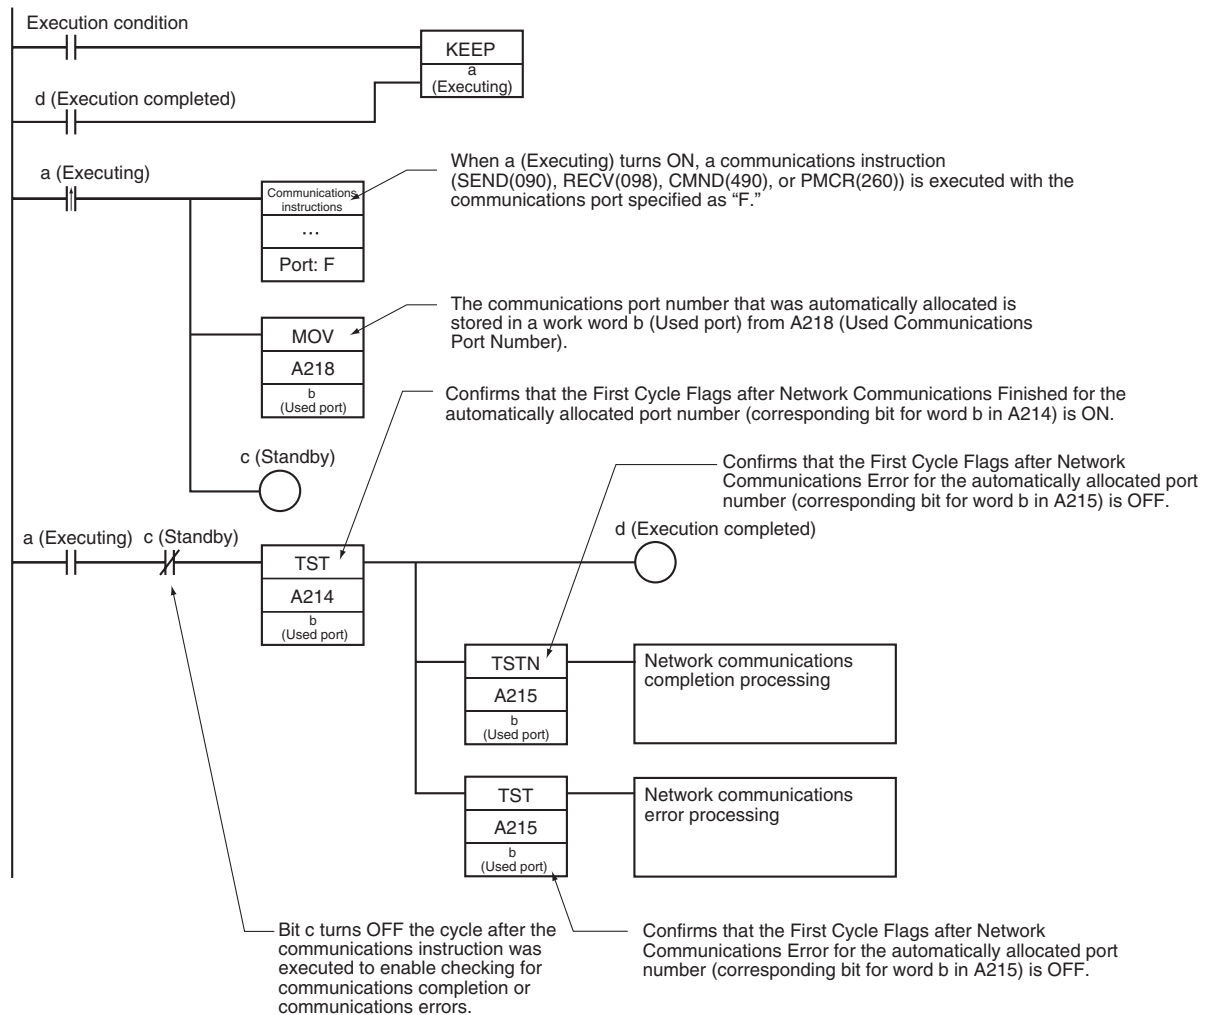 Execution condition
KEEP
a
(Executing)
d (Execution completed)
a (Executing)
Communications
instructions
...
Port: F
When a (Executing) turns ON, a communications instruction
(SEND(090), RECV(098), CMND(490), or PMCR(260)) is executed with the
communications port specified as “F.”
MOV
A218
b
(Used port)
The communications port number that was automatically allocated is
stored in a work word b (Used port) from A218 (Used Communications
Port Number).
Confirms that the First Cycle Flags after Network Communications Finished for the
automatically allocated port number (corresponding bit for word b in A214) is ON.
c (Standby)
Confirms that the First Cycle Flags after Network
Communications Error for the automatically allocated port
number (corresponding bit for word b in A215) is OFF.
a (Executing) c (Standby)
TST
A214
b
(Used port)
d (Execution completed)
TSTN
A215
b
(Used port)
Network communications
completion processing
TST
A215
b
(Used port)
Network communications
error processing
Bit c turns OFF the cycle after the
communications instruction was
executed to enable checking for
communications completion or
communications errors.
Confirms that the First Cycle Flags after Network
Communications Error for the automatically allocated port
number (corresponding bit for word b in A215) is OFF.